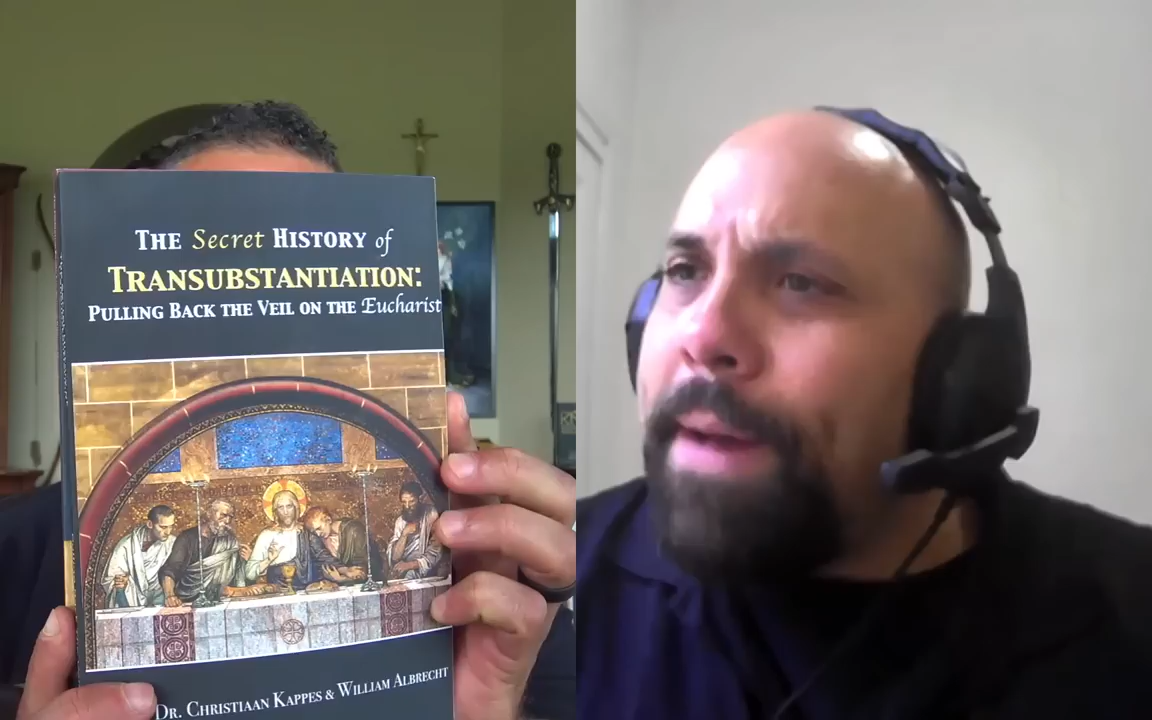 THE Secret HISTORY of
TRANSUBSTANTIATION:
PULLING BACK THE VEIL ON THE Eucharist
DR. CHRISTIAAN KAPPES & WILLIAM ALBRECHT